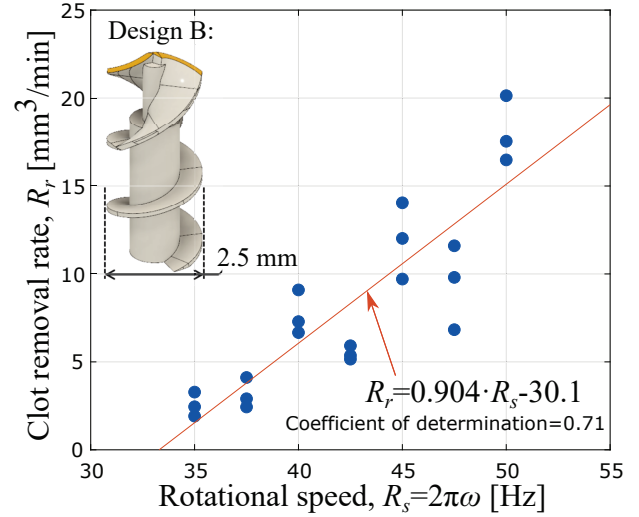 Design B:
2.5 mm
Clot removal rate, R_r [mm³/min]
25
20
15
10
5
0
R_r=0.904·R_s-30.1
Coefficient of determination=0.71
30 35 40 45 50 55
Rotational speed, R_s=2πω [Hz]